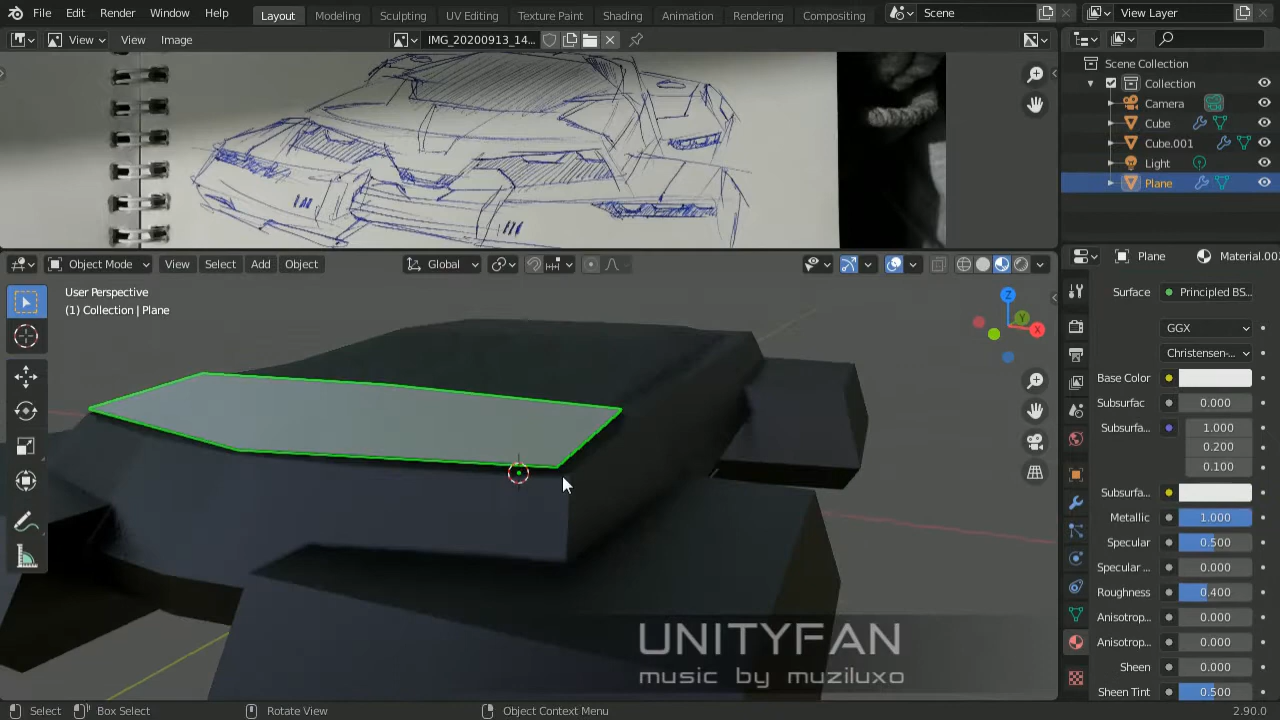 File Edit Render Window Help Layout Modeling Sculpting UV Editing Texture Paint Shading Animation Rendering Compositing Scene View Layer
View View Image IMG_20200913_14...
Scene Collection
Collection
Camera
Cube
Cube.001
Light
Plane
Object Mode View Select Add Object Global
Plane Material.00
User Perspective
(1) Collection | Plane
Z
Y
X
Surface Principled BS...
GGX
Christensen-...
Base Color
Subsurfac 0.000
Subsurfa.. 1.000
0.200
0.100
Subsurfa...
Metallic 1.000
Specular 0.500
Specular ... 0.000
Roughness 0.400
Anisotrop... 0.000
Anisotrop... 0.000
Sheen 0.000
Sheen Tint 0.500
UNITYFAN
music by muziluxo
Select Box Select Rotate View Object Context Menu 2.90.0